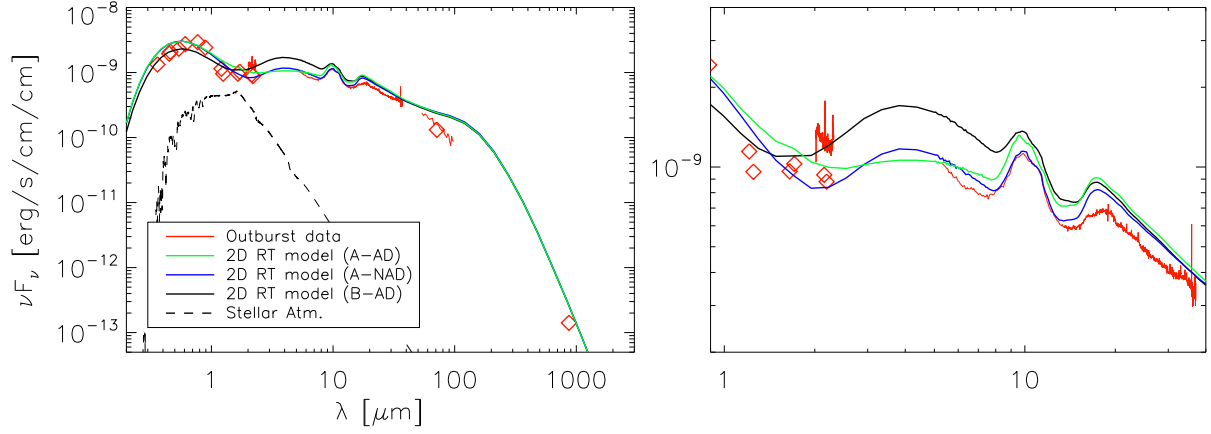 10⁻⁸
10⁻⁹
10⁻¹⁰
10⁻¹¹
10⁻¹²
10⁻¹³
νFν [erg/s/cm/cm]
Outburst data
2D RT model (A-AD)
2D RT model (A-NAD)
2D RT model (B-AD)
Stellar Atm.
1 10 100 1000
λ [μm]
10⁻⁹
1 10